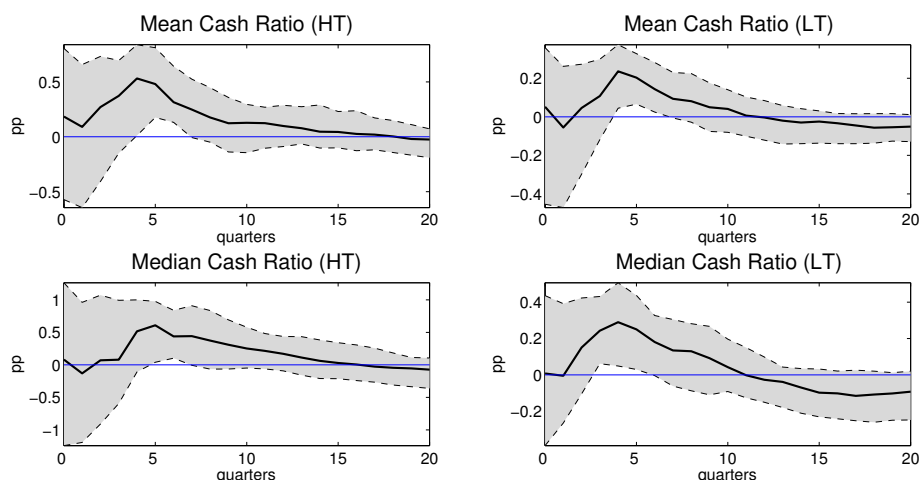 Mean Cash Ratio (HT)
pp
0.5
0
−0.5
0 5 10 15 20
quarters
Mean Cash Ratio (LT)
pp
0.2
0
−0.2
−0.4
0 5 10 15 20
quarters
Median Cash Ratio (HT)
pp
1
0.5
0
−0.5
−1
0 5 10 15 20
quarters
Median Cash Ratio (LT)
pp
0.4
0.2
0
−0.2
0 5 10 15 20
quarters